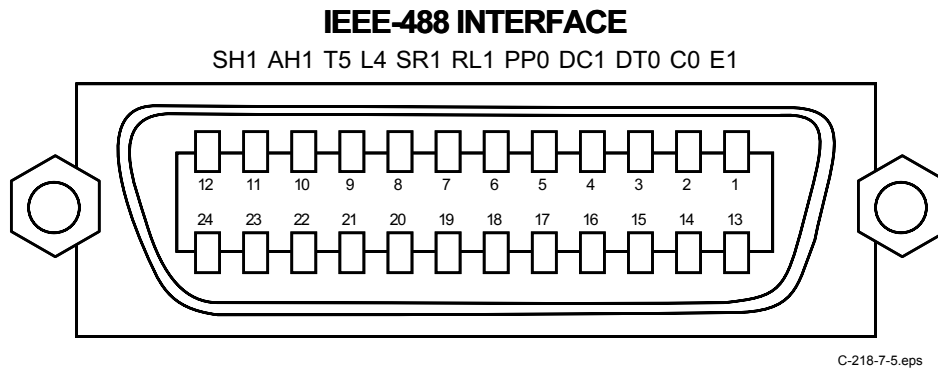 IEEE-488 INTERFACE
SH1 AH1 T5 L4 SR1 RL1 PP0 DC1 DT0 C0 E1
12 11 10 9 8 7 6 5 4 3 2 1
24 23 22 21 20 19 18 17 16 15 14 13
C-218-7-5.eps